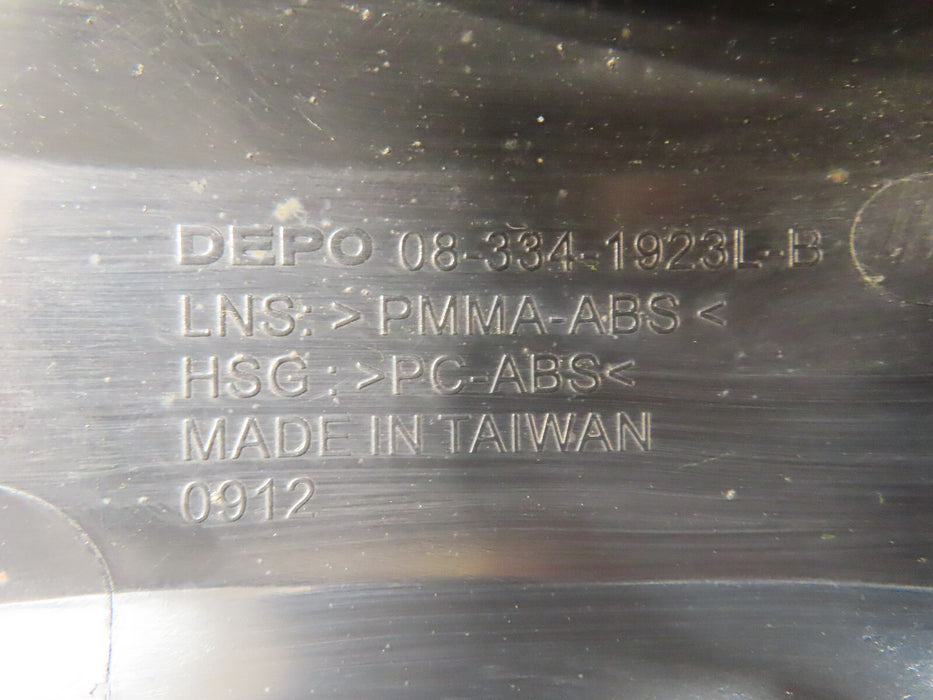 DEPO 08-334-1923L-B
LNS: >PMMA-ABS<
HSG: >PC-ABS<
MADE IN TAIWAN
0912